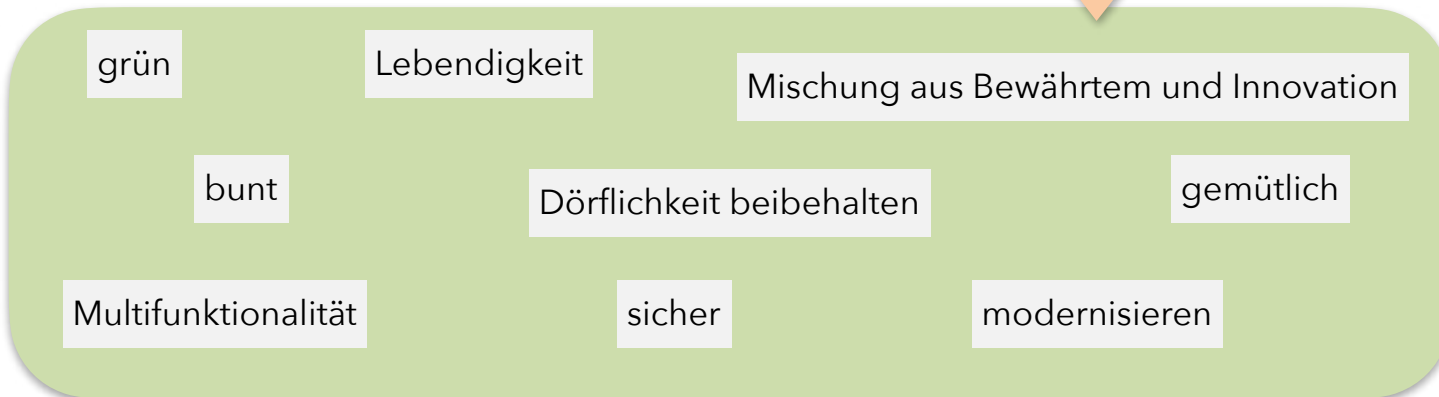 grün
Lebendigkeit
Mischung aus Bewährtem und Innovation
bunt
Dörflichkeit beibehalten
gemütlich
Multifunktionalität
sicher
modernisieren